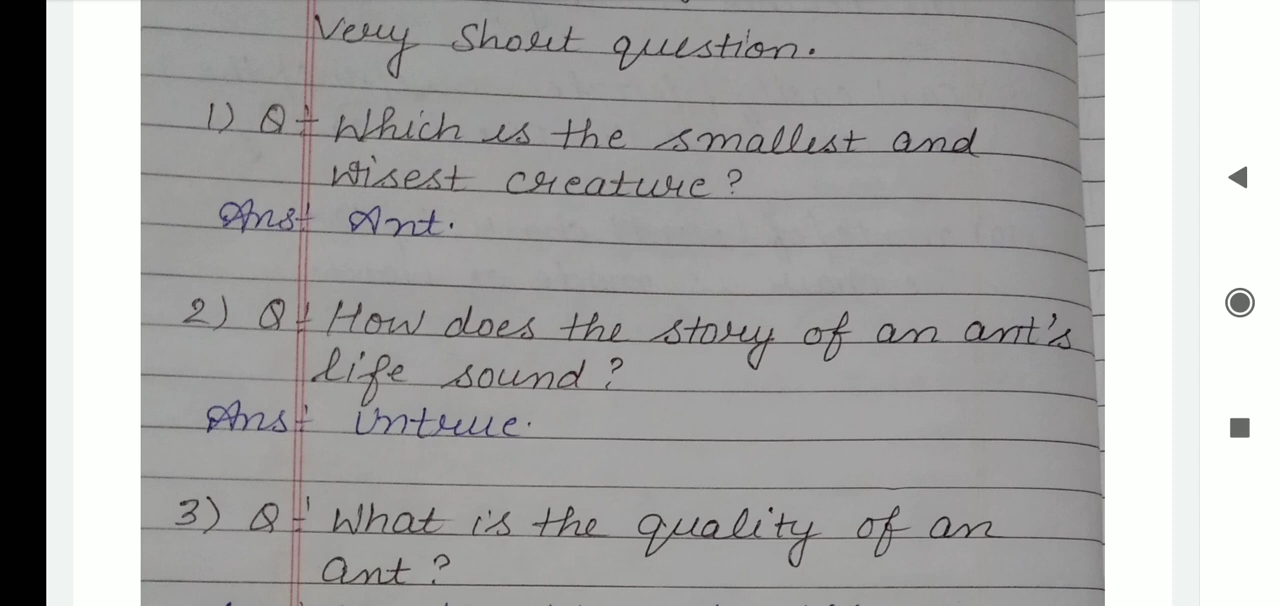 Very Short question.
1) Q:- Which is the smallest and
wisest creature?
Ans:- Ant.
2) Q:- How does the story of an ant's
life sound?
Ans:- intrue.
3) Q:- What is the quality of an
ant?